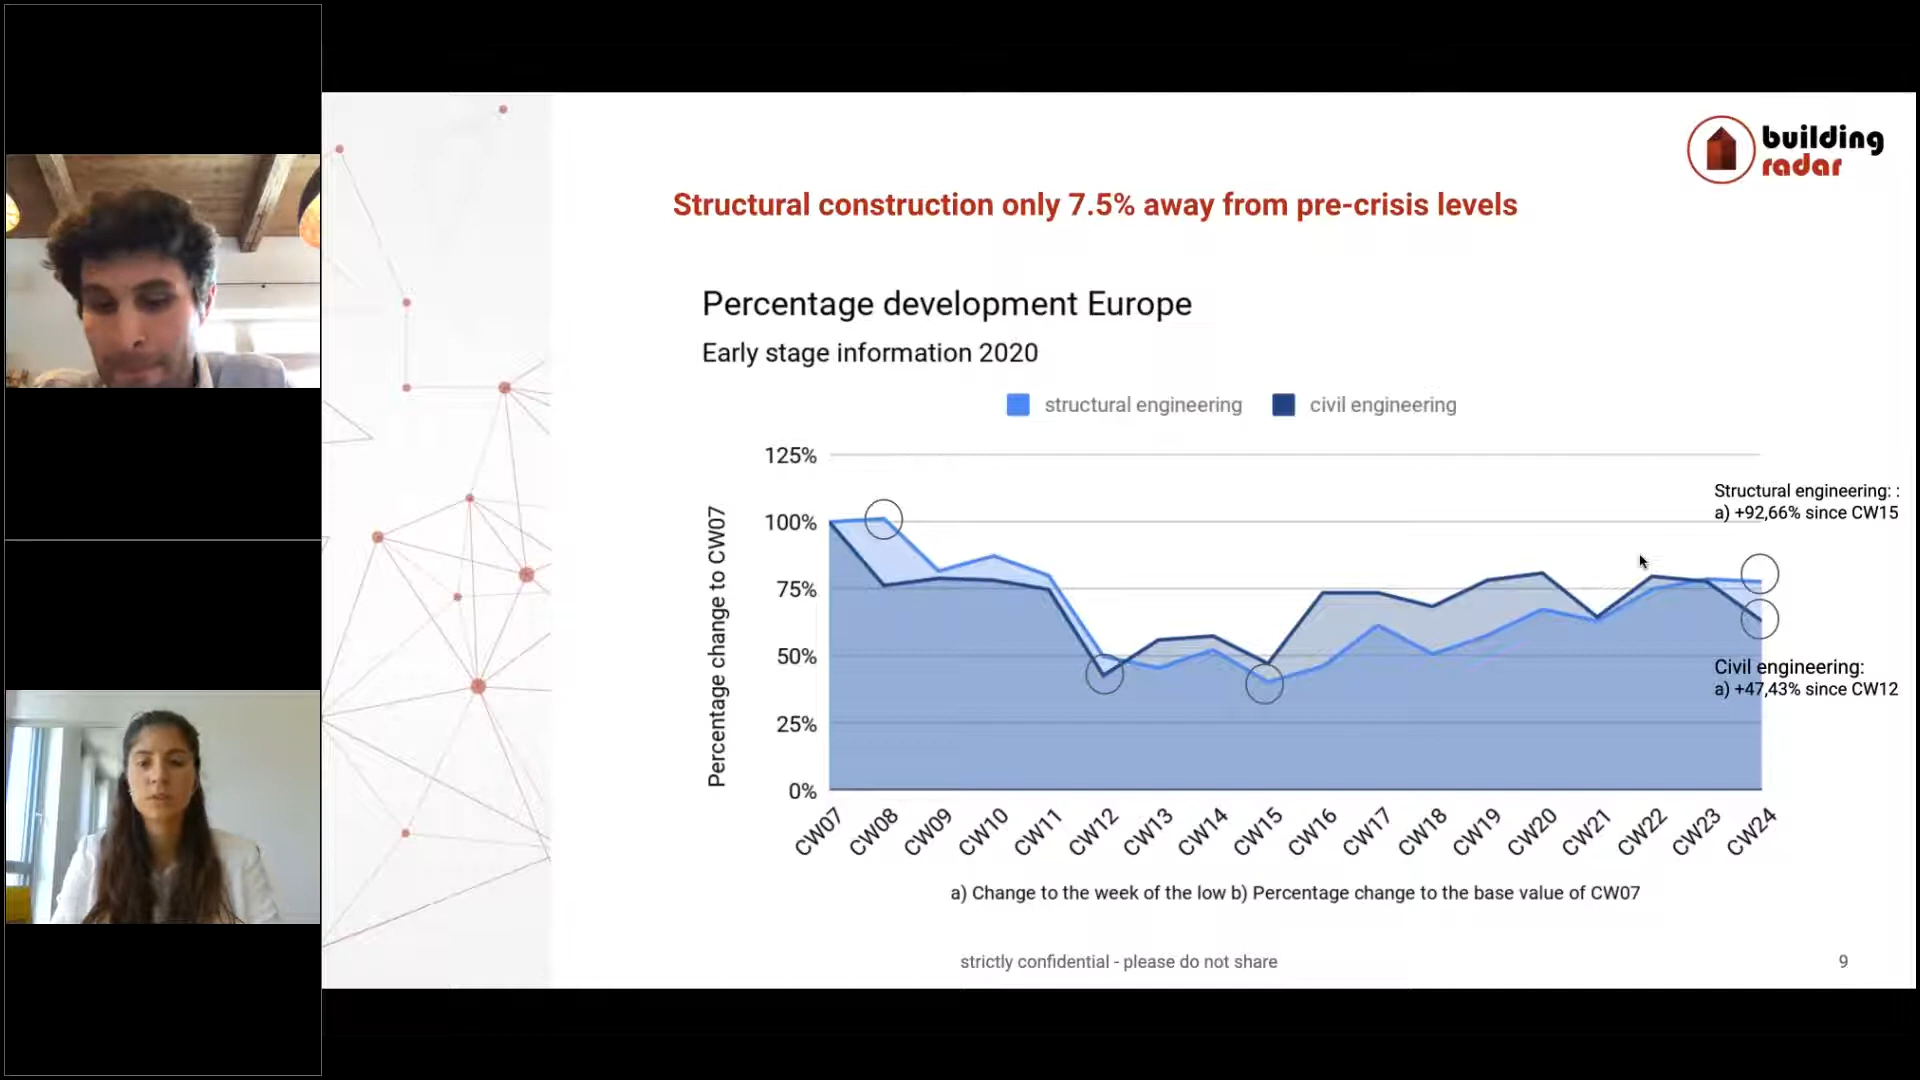 building
radar
Structural construction only 7.5% away from pre-crisis levels
Percentage development Europe
Early stage information 2020
structural engineering
civil engineering
Percentage change to CW07
125%
100%
75%
50%
25%
0%
Structural engineering: :
a) +92,66% since CW15
Civil engineering:
a) +47,43% since CW12
CW07
CW08
CW09
CW10
CW11
CW12
CW13
CW14
CW15
CW16
CW17
CW18
CW19
CW20
CW21
CW22
CW23
CW24
a) Change to the week of the low b) Percentage change to the base value of CW07
strictly confidential - please do not share
9